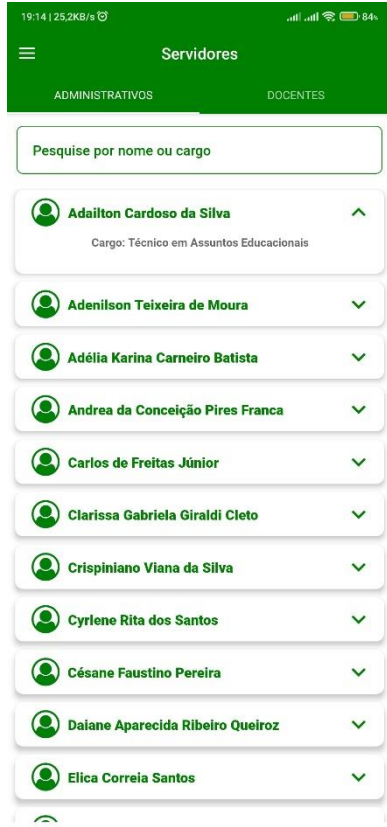 19:14 | 25,2KB/s 84%
Servidores
ADMINISTRATIVOS DOCENTES
Pesquise por nome ou cargo
Adailton Cardoso da Silva
Cargo: Técnico em Assuntos Educacionais
Adenilson Teixeira de Moura
Adélia Karina Carneiro Batista
Andrea da Conceição Pires Franca
Carlos de Freitas Júnior
Clarissa Gabriela Giraldi Cleto
Crispiniano Viana da Silva
Cyrlene Rita dos Santos
Césane Faustino Pereira
Daiane Aparecida Ribeiro Queiroz
Elica Correia Santos